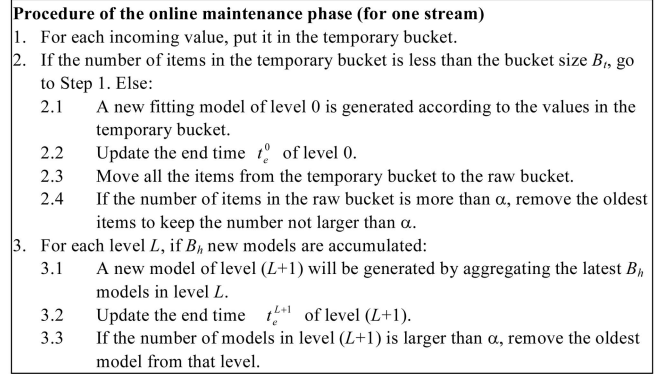 Procedure of the online maintenance phase (for one stream)
1. For each incoming value, put it in the temporary bucket.
2. If the number of items in the temporary bucket is less than the bucket size Bₜ, go
to Step 1. Else:
2.1 A new fitting model of level 0 is generated according to the values in the
temporary bucket.
2.2 Update the end time tₑ⁰ of level 0.
2.3 Move all the items from the temporary bucket to the raw bucket.
2.4 If the number of items in the raw bucket is more than α, remove the oldest
items to keep the number not larger than α.
3. For each level L, if Bₕ new models are accumulated:
3.1 A new model of level (L+1) will be generated by aggregating the latest Bₕ
models in level L.
3.2 Update the end time tₑᴸ⁺¹ of level (L+1).
3.3 If the number of models in level (L+1) is larger than α, remove the oldest
model from that level.